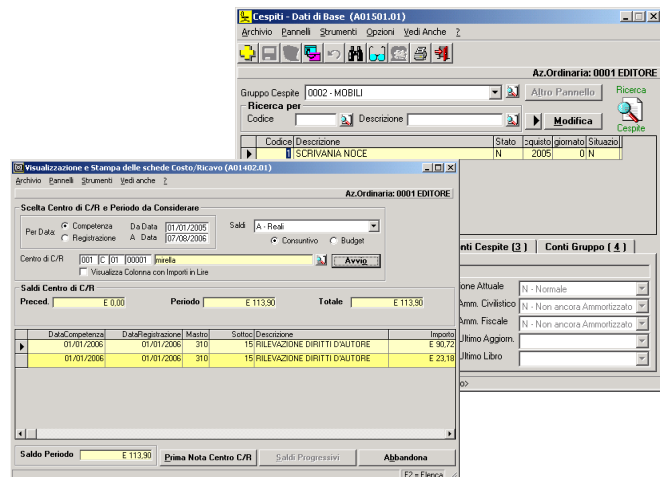 Cespiti - Dati di Base (A01501.01)
Archivio Pannelli Strumenti Opzioni Vedi Anche ?
Az.Ordinaria: 0001 EDITORE
Gruppo Cespite 0002 - MOBILI Altro Pannello Ricerca
Ricerca per
Codice Descrizione Modifica Cespite
Codice Descrizione Stato cquisto giornato Situazio
1 SCRIVANIA NOCE N 2005 0 N
nti Cespite (3) Conti Gruppo (4)
one Attuale N - Normale
Amm. Civilistico N - Non ancora Ammortizzato
Amm. Fiscale N - Non ancora Ammortizzato
Ultimo Aggiorn.
Ultimo Libro
o>
Visualizzazione e Stampa delle schede Costo/Ricavo (A01402.01)
Archivio Pannelli Strumenti Vedi anche ?
Az.Ordinaria: 0001 EDITORE
Scelta Centro di C/R e Periodo da Considerare
Per Data: Competenza Da Data 01/01/2005 Saldi A - Reali
Registrazione A Data 07/08/2006 Consuntivo Budget
Centro di C/R 001 C 01 00001 mirella Avvio
Visualizza Colonna con Importi in Lire
Saldi Centro di C/R
Preced. E 0,00 Periodo E 113,90 Totale E 113,90
DataCompetenza DataRegistrazione Mastro Sottoc Descrizione Importo
01/01/2006 01/01/2006 310 15 RILEVAZIONE DIRITTI D'AUTORE E 90,72
01/01/2006 01/01/2006 310 15 RILEVAZIONE DIRITTI D'AUTORE E 23,18
Saldo Periodo E 113,90 Prima Nota Centro C/R Saldi Progressivi Abbandona
F2 = Elenca